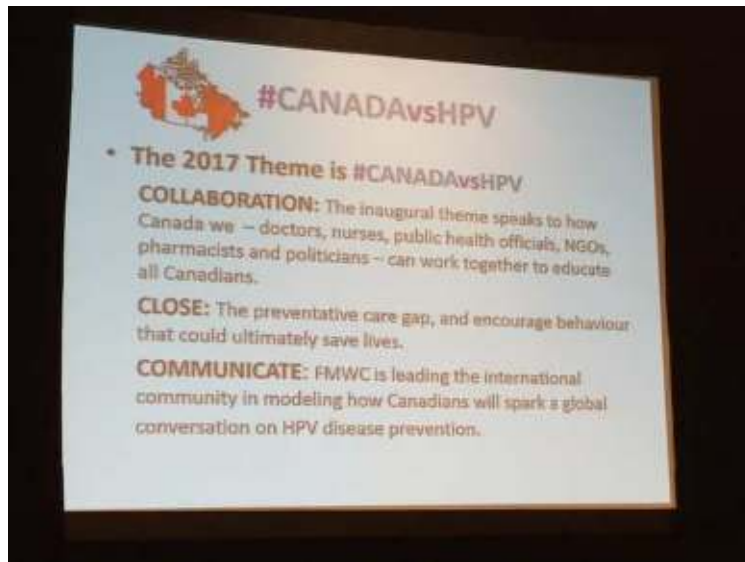 #CANADAvsHPV
• The 2017 Theme is #CANADAvsHPV
COLLABORATION: The inaugural theme speaks to how
Canada we – doctors, nurses, public health officials, NGOs,
pharmacists and politicians – can work together to educate
all Canadians.
CLOSE: The preventative care gap, and encourage behaviour
that could ultimately save lives.
COMMUNICATE: FMWC is leading the international
community in modeling how Canadians will spark a global
conversation on HPV disease prevention.